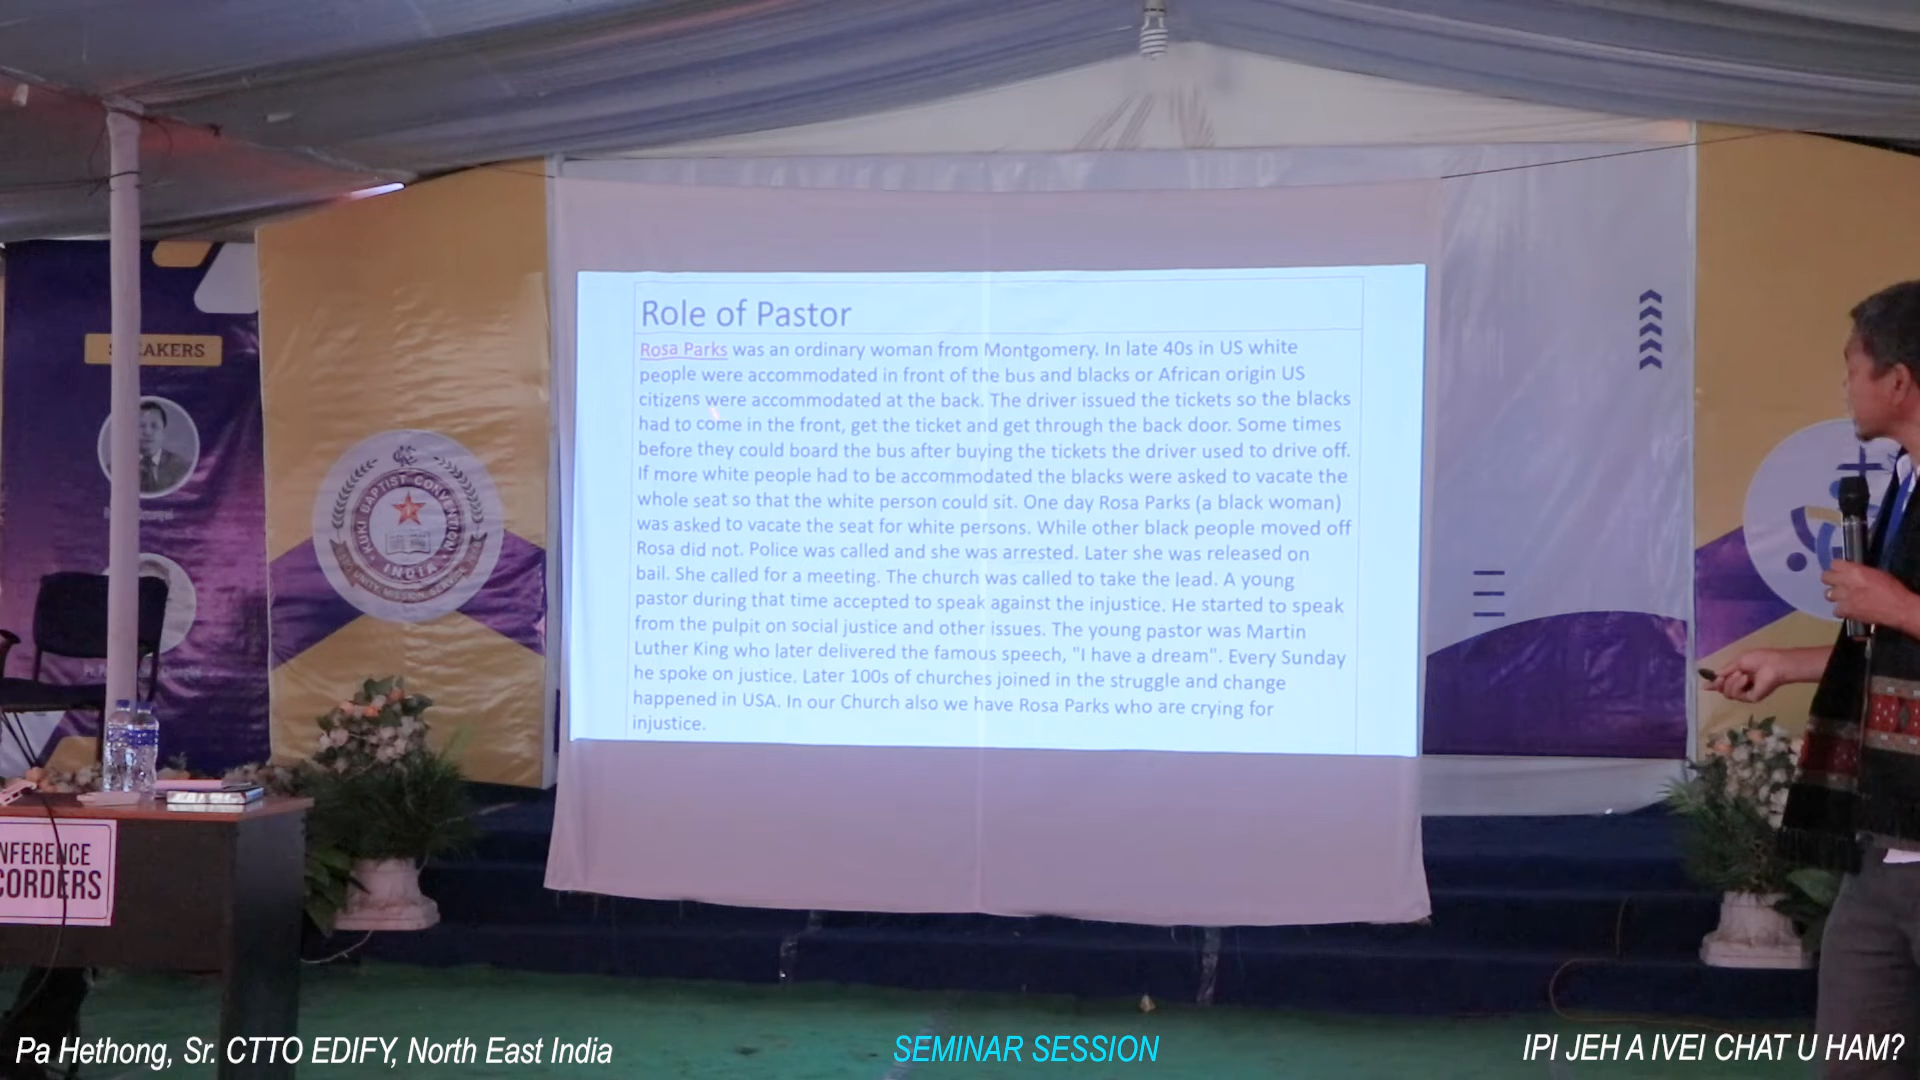 Role of Pastor
Rosa Parks was an ordinary woman from Montgomery. In late 40s in US white
people were accommodated in front of the bus and blacks or African origin US
citizens were accommodated at the back. The driver issued the tickets so the blacks
had to come in the front, get the ticket and get through the back door. Some times
before they could board the bus after buying the tickets the driver used to drive off.
If more white people had to be accommodated the blacks were asked to vacate the
whole seat so that the white person could sit. One day Rosa Parks (a black woman)
was asked to vacate the seat for white persons. While other black people moved off
Rosa did not. Police was called and she was arrested. Later she was released on
bail. She called for a meeting. The church was called to take the lead. A young
pastor during that time accepted to speak against the injustice. He started to speak
from the pulpit on social justice and other issues. The young pastor was Martin
Luther King who later delivered the famous speech, "I have a dream". Every Sunday
he spoke on justice. Later 100s of churches joined in the struggle and change
happened in USA. In our Church also we have Rosa Parks who are crying for
injustice.
S AKERS
KUKI BAPTIST CONVENTION
INDIA
UNITY, MISSION, SERVICE
NFERENCE
CORDERS
Pa Hethong, Sr. CTTO EDIFY, North East India
SEMINAR SESSION
IPI JEH A IVEI CHAT U HAM?